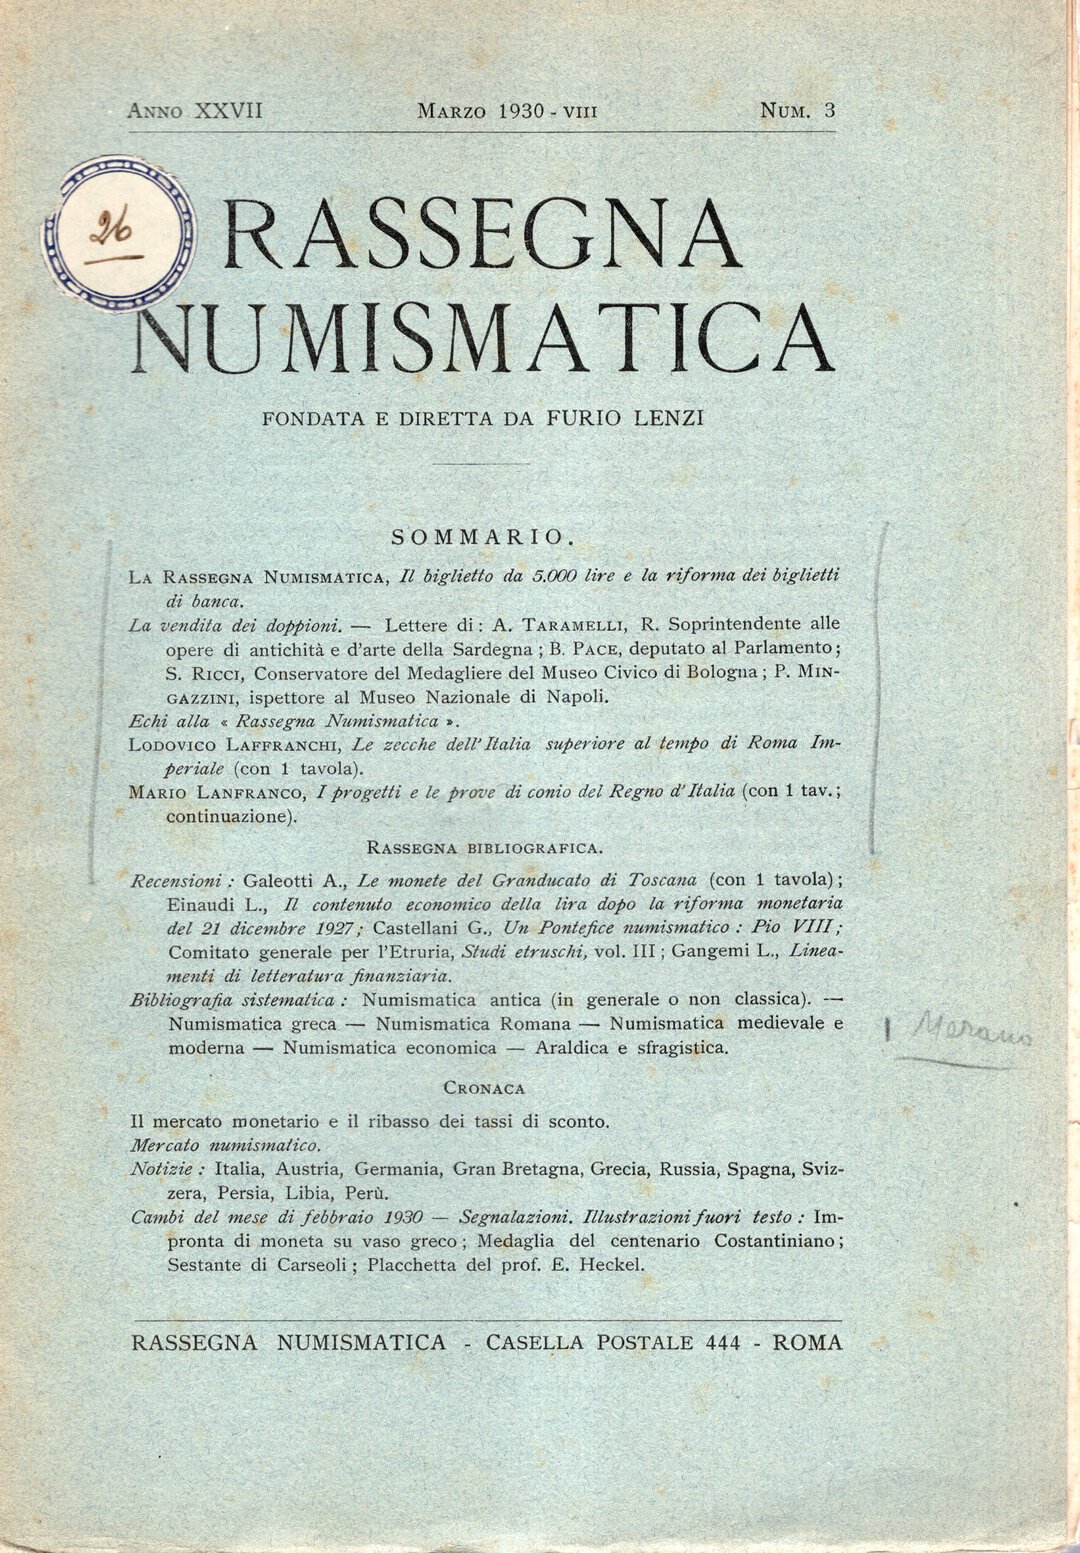 Anno XXVII Marzo 1930 - VIII Num. 3
26
RASSEGNA
NUMISMATICA
FONDATA E DIRETTA DA FURIO LENZI
SOMMARIO.
La Rassegna Numismatica, Il biglietto da 5.000 lire e la riforma dei biglietti
di banca.
La vendita dei doppioni. — Lettere di : A. Taramelli, R. Soprintendente alle
opere di antichità e d'arte della Sardegna ; B. Pace, deputato al Parlamento ;
S. Ricci, Conservatore del Medagliere del Museo Civico di Bologna ; P. Min-
gazzini, ispettore al Museo Nazionale di Napoli.
Echi alla « Rassegna Numismatica ».
Lodovico Laffranchi, Le zecche dell'Italia superiore al tempo di Roma Im-
periale (con 1 tavola).
Mario Lanfranco, I progetti e le prove di conio del Regno d'Italia (con 1 tav. ;
continuazione).
Rassegna bibliografica.
Recensioni : Galeotti A., Le monete del Granducato di Toscana (con 1 tavola) ;
Einaudi L., Il contenuto economico della lira dopo la riforma monetaria
del 21 dicembre 1927 ; Castellani G., Un Pontefice numismatico : Pio VIII ;
Comitato generale per l'Etruria, Studi etruschi, vol. III ; Gangemi L., Linea-
menti di letteratura finanziaria.
Bibliografia sistematica : Numismatica antica (in generale o non classica). —
Numismatica greca — Numismatica Romana — Numismatica medievale e
moderna — Numismatica economica — Araldica e sfragistica.
Merano
Cronaca
Il mercato monetario e il ribasso dei tassi di sconto.
Mercato numismatico.
Notizie : Italia, Austria, Germania, Gran Bretagna, Grecia, Russia, Spagna, Sviz-
zera, Persia, Libia, Perù.
Cambi del mese di febbraio 1930 — Segnalazioni. Illustrazioni fuori testo : Im-
pronta di moneta su vaso greco ; Medaglia del centenario Costantiniano ;
Sestante di Carseoli ; Placchetta del prof. E. Heckel.
RASSEGNA NUMISMATICA - CASELLA POSTALE 444 - ROMA